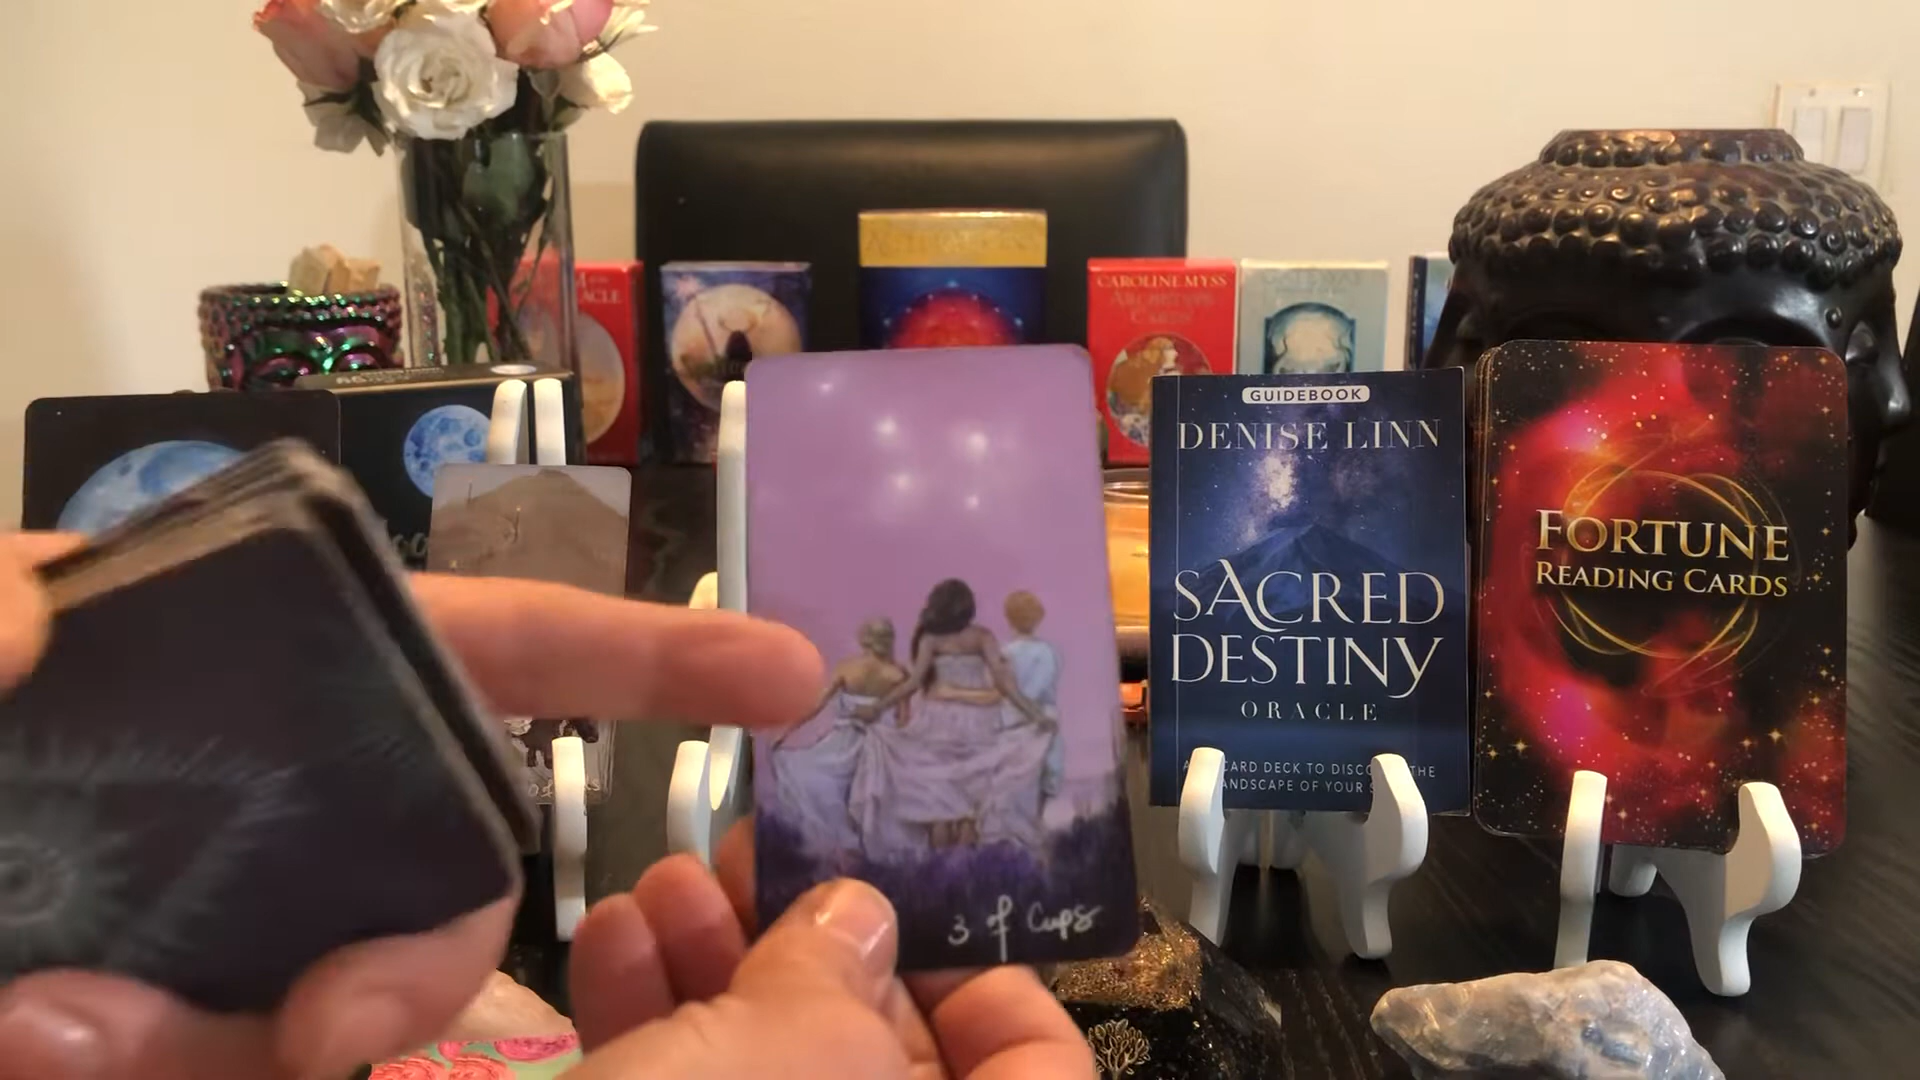 CAROLINE MYSS
ARCHETYPE
CARDS
GUIDEBOOK
DENISE LINN
SACRED
DESTINY
ORACLE
CARD DECK TO DISCO THE
ANDSCAPE OF YOUR S
FORTUNE
READING CARDS
3 of Cups